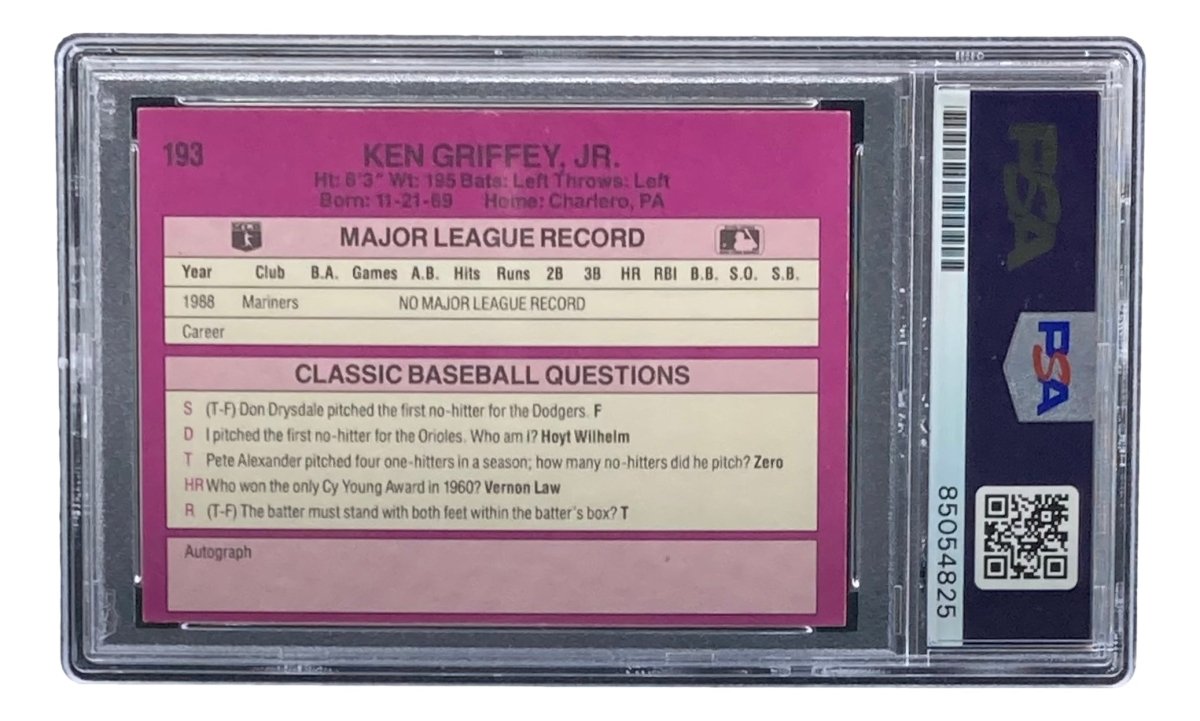 193
KEN GRIFFEY, JR.
Ht: 6'3" Wt: 195 Bats: Left Throws: Left
Born: 11-21-69 Home: Charlero, PA
MAJOR LEAGUE RECORD
Year Club B.A. Games A.B. Hits Runs 2B 3B HR RBI B.B. S.O. S.B.
1988 Mariners NO MAJOR LEAGUE RECORD
Career
CLASSIC BASEBALL QUESTIONS
S (T-F) Don Drysdale pitched the first no-hitter for the Dodgers. F
D I pitched the first no-hitter for the Orioles. Who am I? Hoyt Wilhelm
T Pete Alexander pitched four one-hitters in a season; how many no-hitters did he pitch? Zero
HR Who won the only Cy Young Award in 1960? Vernon Law
R (T-F) The batter must stand with both feet within the batter's box? T
Autograph
PSA
PSA
85054825